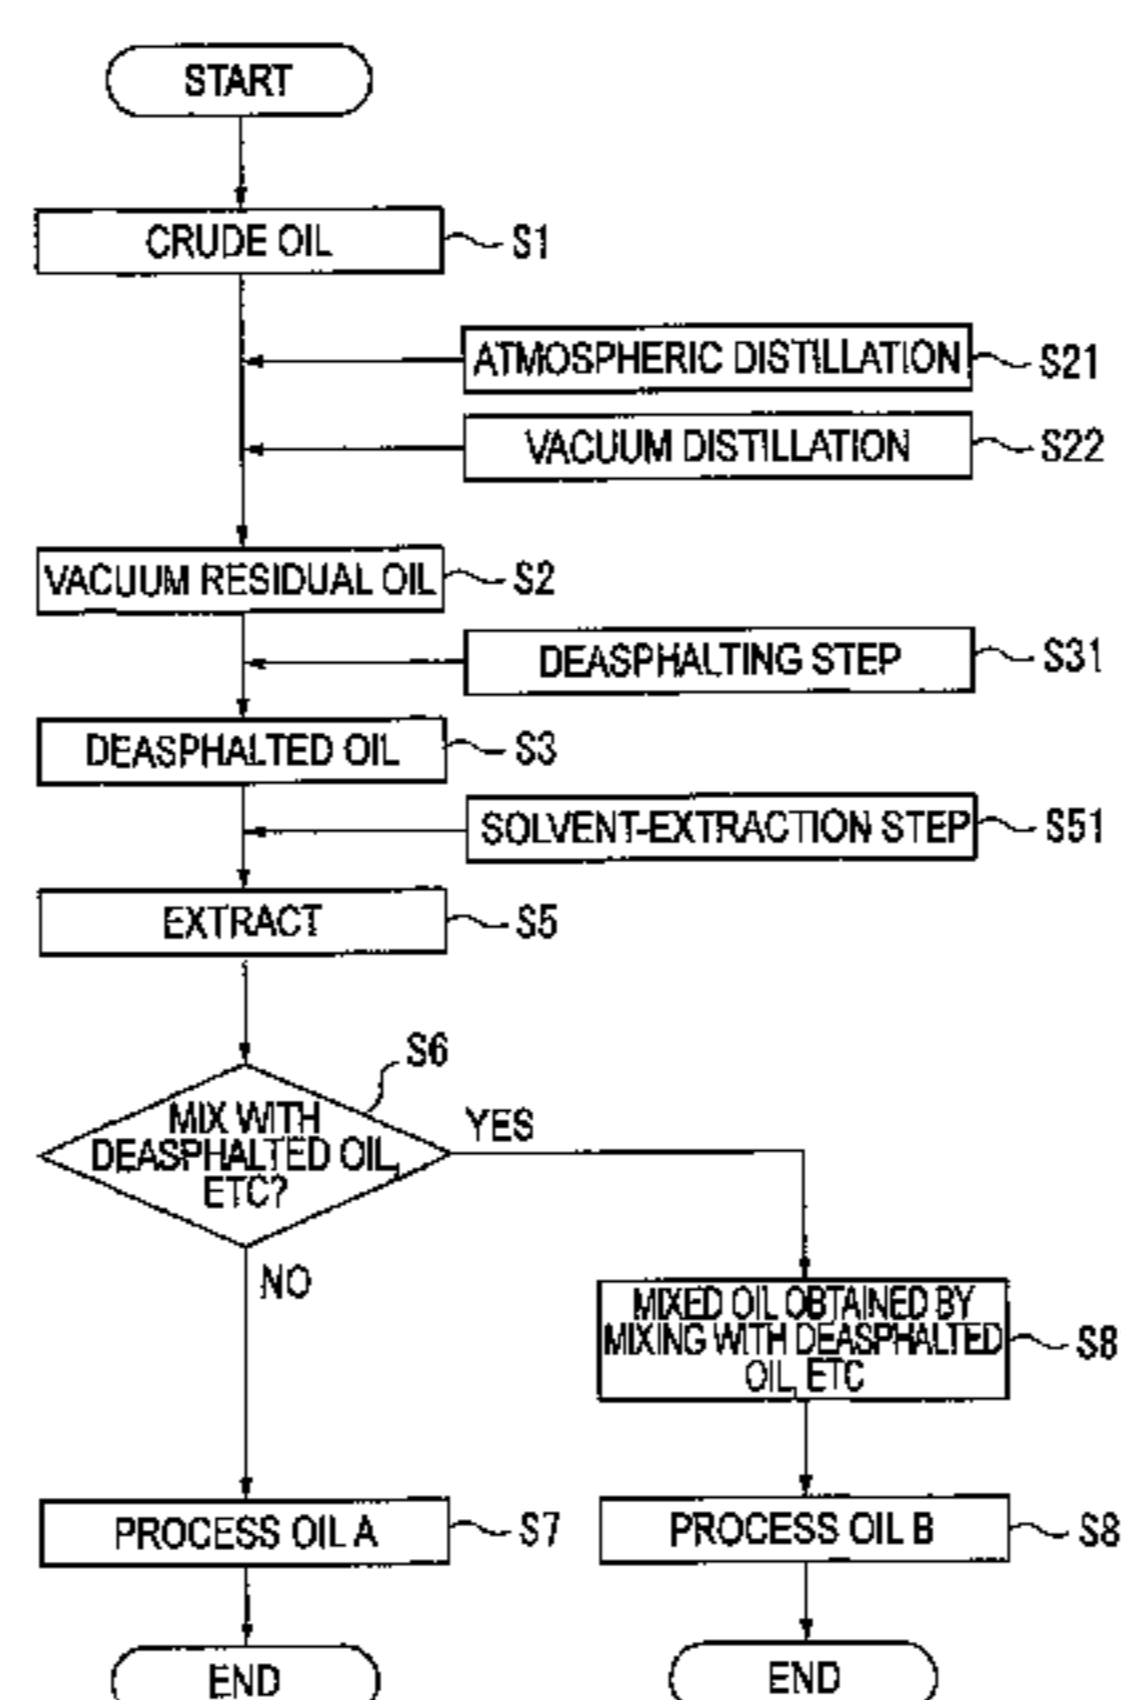 START
CRUDE OIL
S1
ATMOSPHERIC DISTILLATION
S21
VACUUM DISTILLATION
S22
VACUUM RESIDUAL OIL
S2
DEASPHALTING STEP
S31
DEASPHALTED OIL
S3
SOLVENT-EXTRACTION STEP
S51
EXTRACT
S5
S6
MIX WITH
DEASPHALTED OIL,
ETC?
YES
NO
MIXED OIL OBTAINED BY
MIXING WITH DEASPHALTED
OIL, ETC
S8
PROCESS OIL A
S7
PROCESS OIL B
S8
END
END